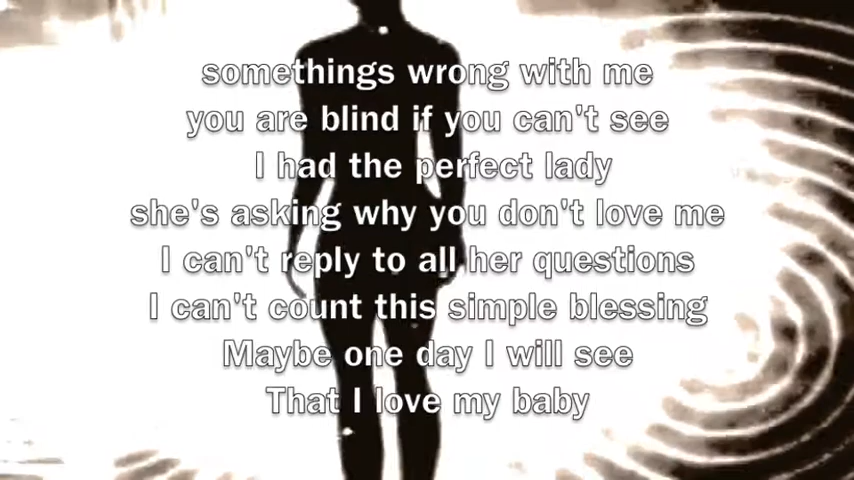 somethings wrong with me
you are blind if you can't see
I had the perfect lady
she's asking why you don't love me
I can't reply to all her questions
I can't count this simple blessing
Maybe one day I will see
That I love my baby